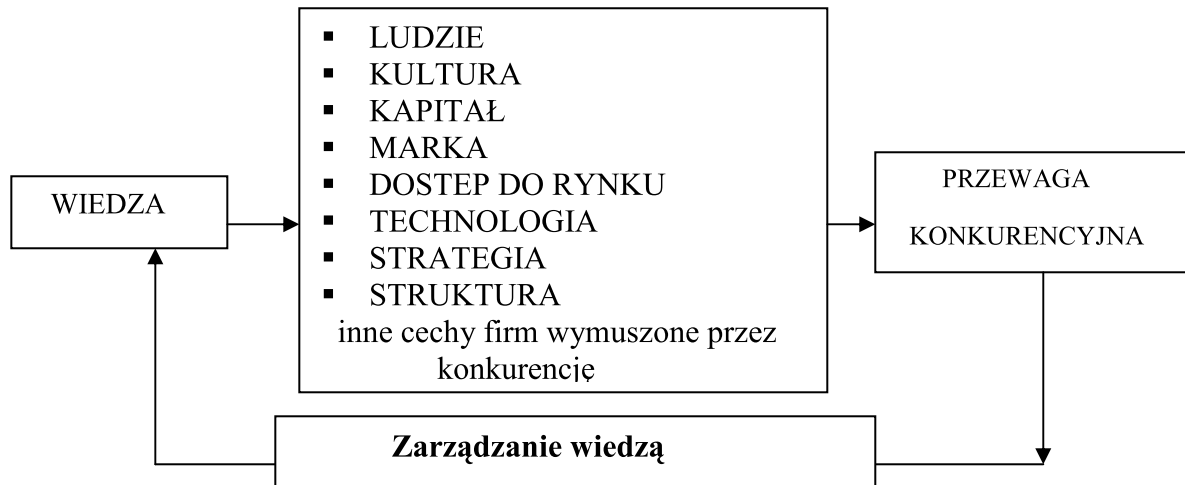 WIEDZA
▪ LUDZIE
▪ KULTURA
▪ KAPITAŁ
▪ MARKA
▪ DOSTEP DO RYNKU
▪ TECHNOLOGIA
▪ STRATEGIA
▪ STRUKTURA
inne cechy firm wymuszone przez
konkurencję
PRZEWAGA
KONKURENCYJNA
Zarządzanie wiedzą